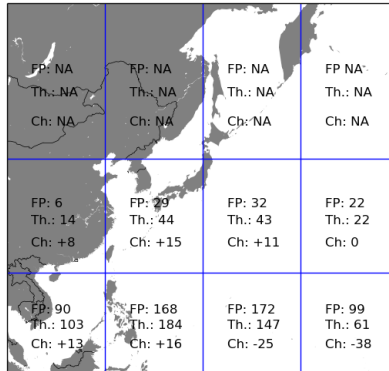 FP: NA
FP: NA
FP: NA
FP NA
Th.: NA
Th.: NA
Th.: NA
Th.: NA
Ch: NA
Ch: NA
Ch: NA
Ch: NA
FP: 6
FP: 29
FP: 32
FP: 22
Th.: 14
Th.: 44
Th.: 43
Th.: 22
Ch: +8
Ch: +15
Ch: +11
Ch: 0
FP: 90
FP: 168
FP: 172
FP: 99
Th.: 103
Th.: 184
Th.: 147
Th.: 61
Ch: +13
Ch: +16
Ch: -25
Ch: -38